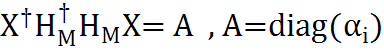 X†H†MHMX= A , A=diag(αi)